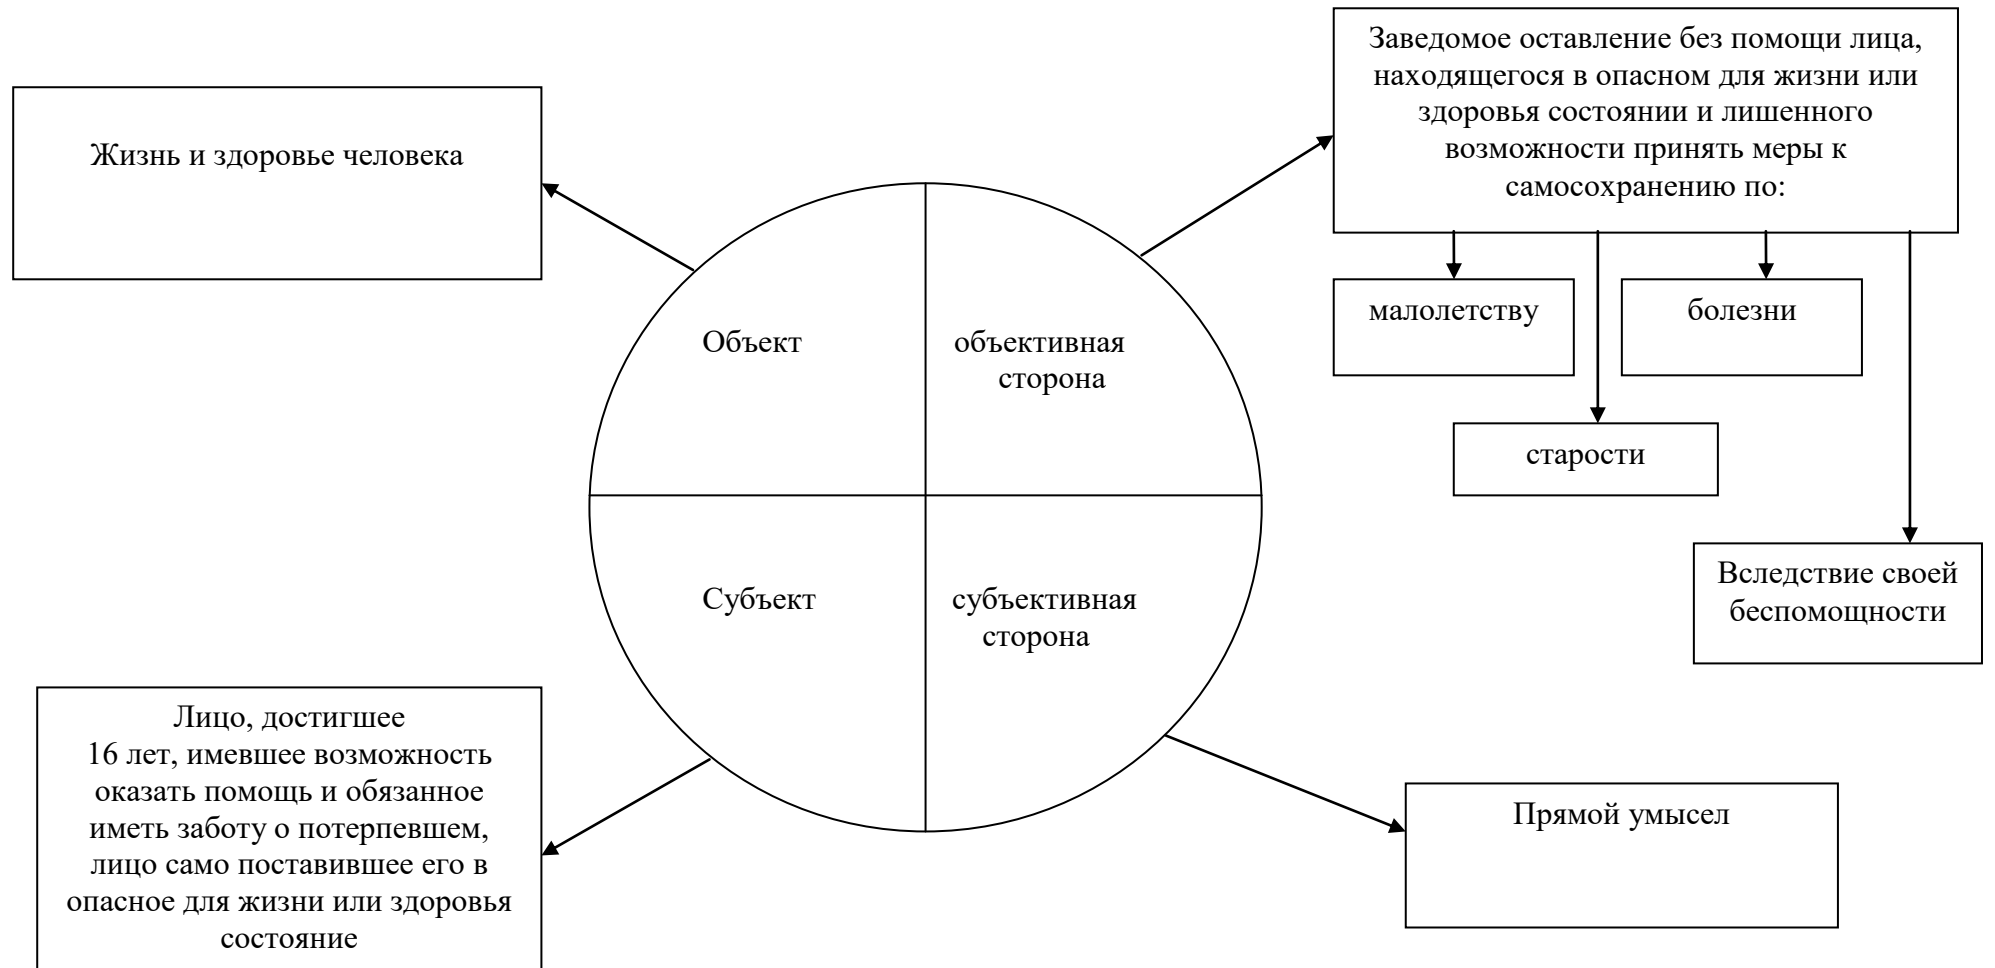 Заведомое оставление без помощи лица,
находящегося в опасном для жизни или
здоровья состоянии и лишенного
возможности принять меры к
самосохранению по:
Жизнь и здоровье человека
малолетству
болезни
Объект
объективная
сторона
старости
Вследствие своей
беспомощности
Субъект
субъективная
сторона
Лицо, достигшее
16 лет, имевшее возможность
оказать помощь и обязанное
иметь заботу о потерпевшем,
лицо само поставившее его в
опасное для жизни или здоровья
состояние
Прямой умысел